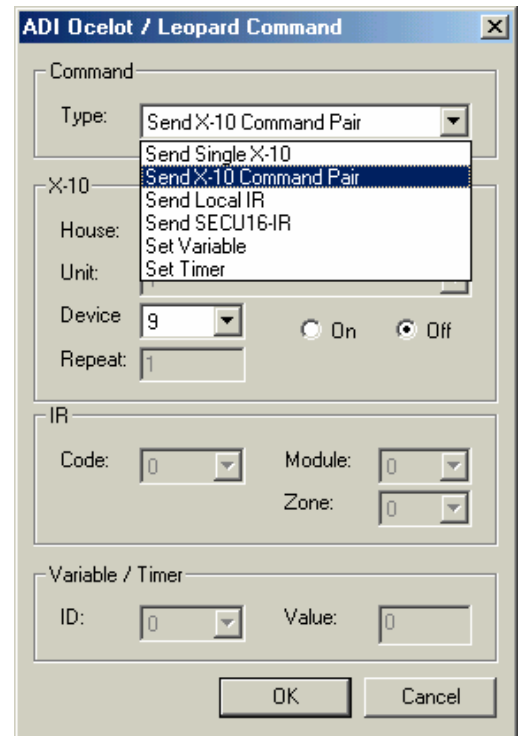 ADI Ocelot / Leopard Command
Command
Type:
Send X-10 Command Pair
Send Single X-10
Send X-10 Command Pair
Send Local IR
Send SECU16-IR
Set Variable
Set Timer
X-10
House:
Unit:
Device
9
On
Off
Repeat:
1
IR
Code:
0
Module:
0
Zone:
0
Variable / Timer
ID:
0
Value:
0
OK
Cancel